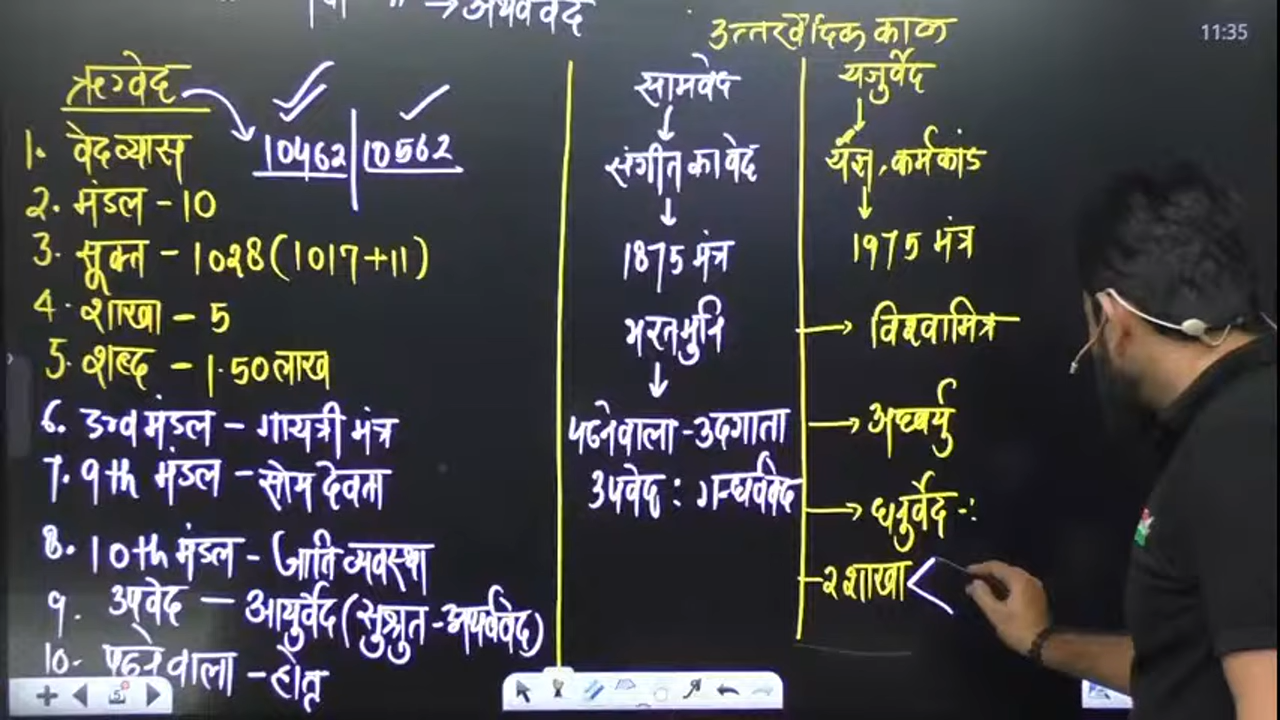 → अथर्ववेद
11:35
उत्तरवैदिक काल
ऋग्वेद
10462 | 10562
1. वेदव्यास
2. मंडल - 10
3. सूक्त - 1028 (1017+11)
4. शाखा - 5
5. शब्द - 1.50 लाख
6. 3rd मंडल - गायत्री मंत्र
7. 9th मंडल - सोम देवता
8. 10th मंडल - जाति व्यवस्था
9. उपवेद - आयुर्वेद (सुश्रुत - अथर्ववेद)
10- पढने वाला - होतृ
सामवेद
↓
संगीत का वेद
↓
1875 मंत्र
भरतमुनि
↓
पढनेवाला - उदगाता
उपवेद : गन्धर्ववेद
यजुर्वेद
↓
यज्ञ, कर्मकांड
↓
1975 मंत्र
→ विश्वामित्र
→ अध्वर्यु
→ धनुर्वेद -:
- 2 शाखा <